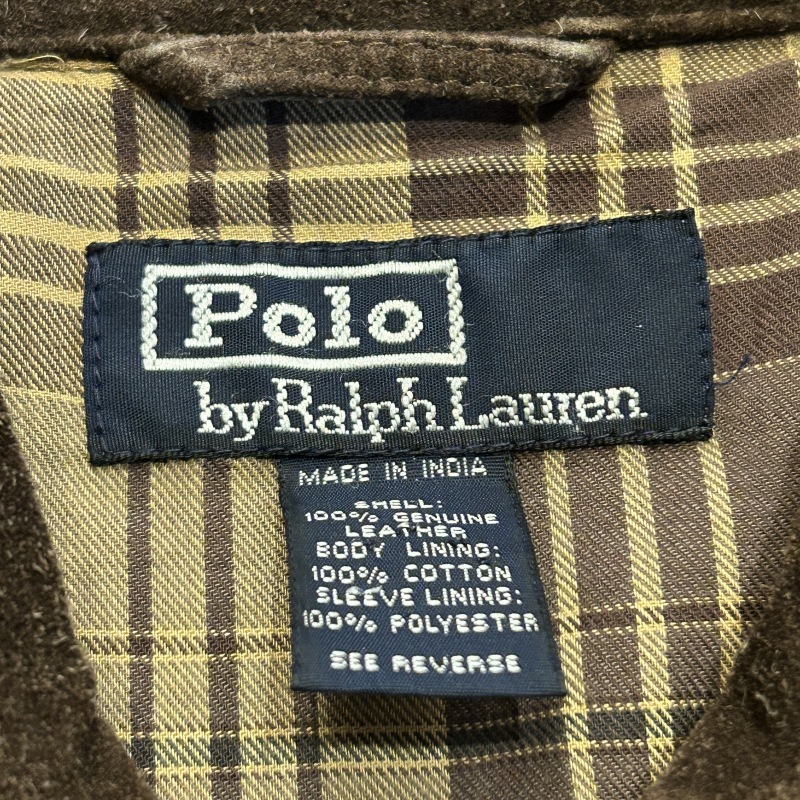 Polo
by Ralph Lauren
MADE IN INDIA
SHELL:
100% GENUINE
LEATHER
BODY LINING:
100% COTTON
SLEEVE LINING:
100% POLYESTER
SEE REVERSE